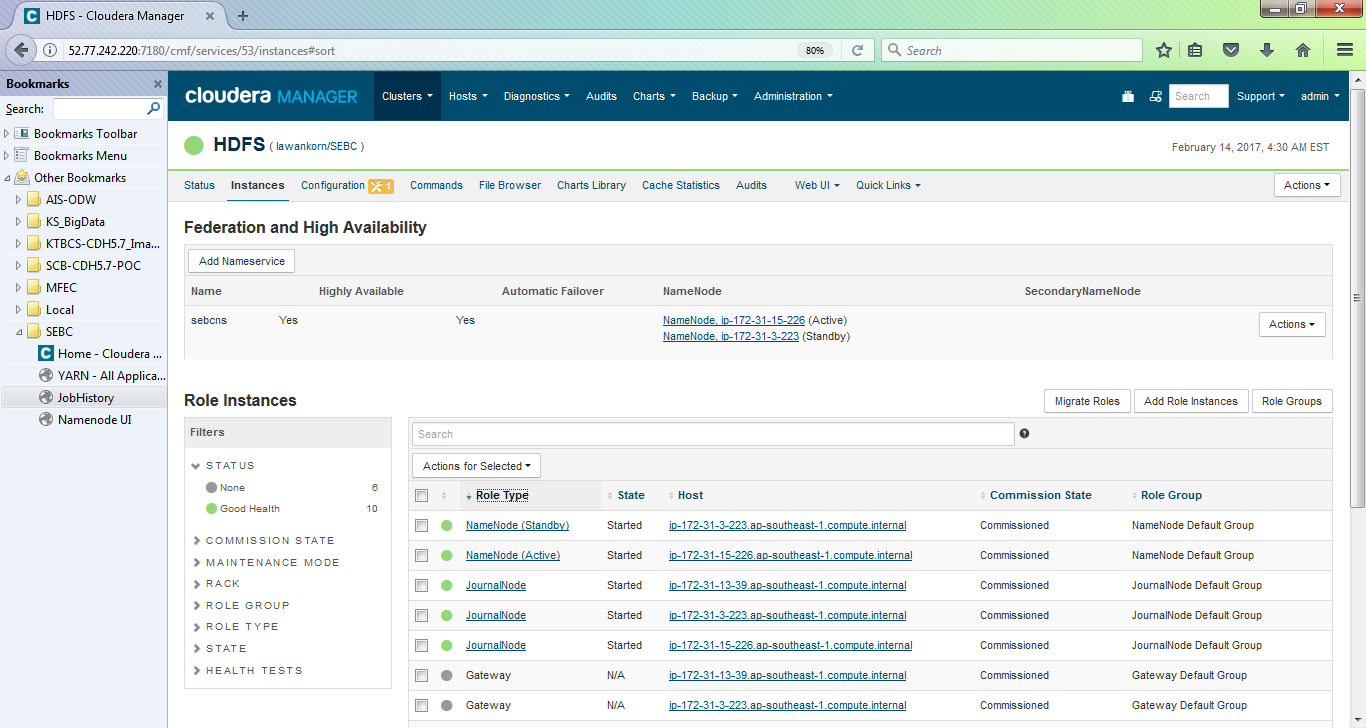 HDFS - Cloudera Manager
52.77.242.220:7180/cmf/services/53/instances#sort 80% Search
Bookmarks
Search:
Bookmarks Toolbar
Bookmarks Menu
Other Bookmarks
AIS-ODW
KS_BigData
KTBCS-CDH5.7_Ima...
SCB-CDH5.7-POC
MFEC
Local
SEBC
Home - Cloudera ...
YARN - All Applica...
JobHistory
Namenode UI
cloudera MANAGER Clusters Hosts Diagnostics Audits Charts Backup Administration Search Support admin
HDFS ( lawankorn/SEBC ) February 14, 2017, 4:30 AM EST
Status Instances Configuration 1 Commands File Browser Charts Library Cache Statistics Audits Web UI Quick Links Actions
Federation and High Availability
Add Nameservice
Name Highly Available Automatic Failover NameNode SecondaryNameNode
sebcns Yes Yes NameNode, ip-172-31-15-226 (Active) Actions
NameNode, ip-172-31-3-223 (Standby)
Role Instances Migrate Roles Add Role Instances Role Groups
Filters
STATUS
None 6
Good Health 10
COMMISSION STATE
MAINTENANCE MODE
RACK
ROLE GROUP
ROLE TYPE
STATE
HEALTH TESTS
Search ?
Actions for Selected
Role Type State Host Commission State Role Group
NameNode (Standby) Started ip-172-31-3-223.ap-southeast-1.compute.internal Commissioned NameNode Default Group
NameNode (Active) Started ip-172-31-15-226.ap-southeast-1.compute.internal Commissioned NameNode Default Group
JournalNode Started ip-172-31-13-39.ap-southeast-1.compute.internal Commissioned JournalNode Default Group
JournalNode Started ip-172-31-3-223.ap-southeast-1.compute.internal Commissioned JournalNode Default Group
JournalNode Started ip-172-31-15-226.ap-southeast-1.compute.internal Commissioned JournalNode Default Group
Gateway N/A ip-172-31-13-39.ap-southeast-1.compute.internal Commissioned Gateway Default Group
Gateway N/A ip-172-31-3-223.ap-southeast-1.compute.internal Commissioned Gateway Default Group